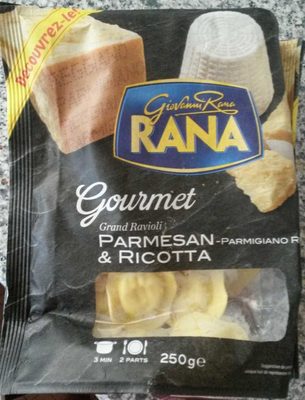 Découvrez-le
Giovanni Rana
RANA
Gourmet
Grand Ravioli
PARMESAN -PARMIGIANO R
& RICOTTA
3 MIN 2 PARTS 250g℮